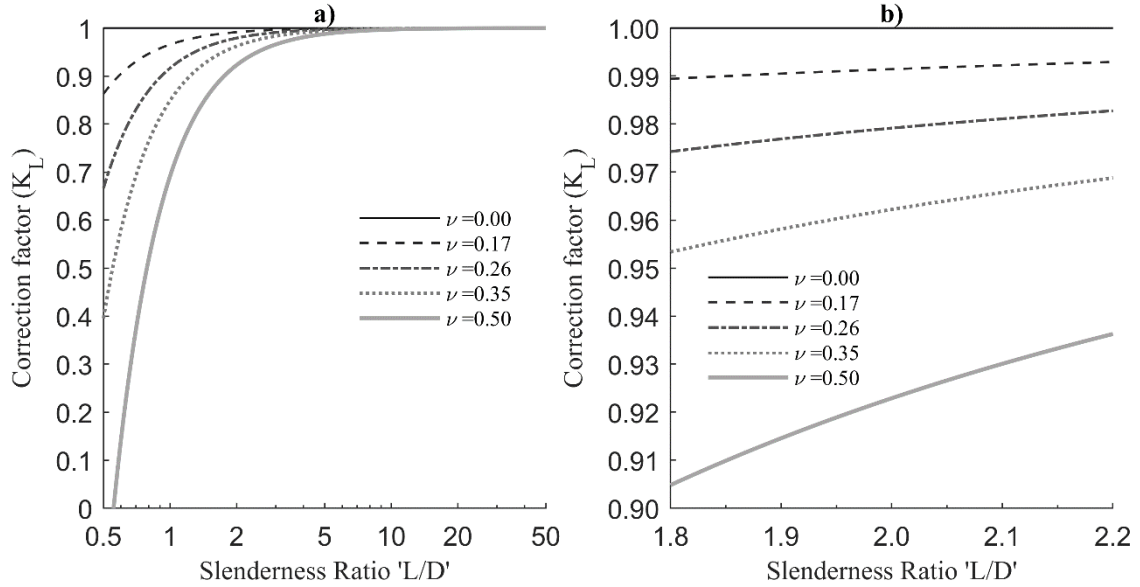 a)
Correction factor (K_L)
1
0.9
0.8
0.7
0.6
0.5
0.4
0.3
0.2
0.1
0
ν =0.00
ν =0.17
ν =0.26
ν =0.35
ν =0.50
0.5 1 2 5 10 20 50
Slenderness Ratio 'L/D'
b)
Correction factor (K_L)
1.00
0.99
0.98
0.97
0.96
0.95
0.94
0.93
0.92
0.91
0.90
ν =0.00
ν =0.17
ν =0.26
ν =0.35
ν =0.50
1.8 1.9 2.0 2.1 2.2
Slenderness Ratio 'L/D'